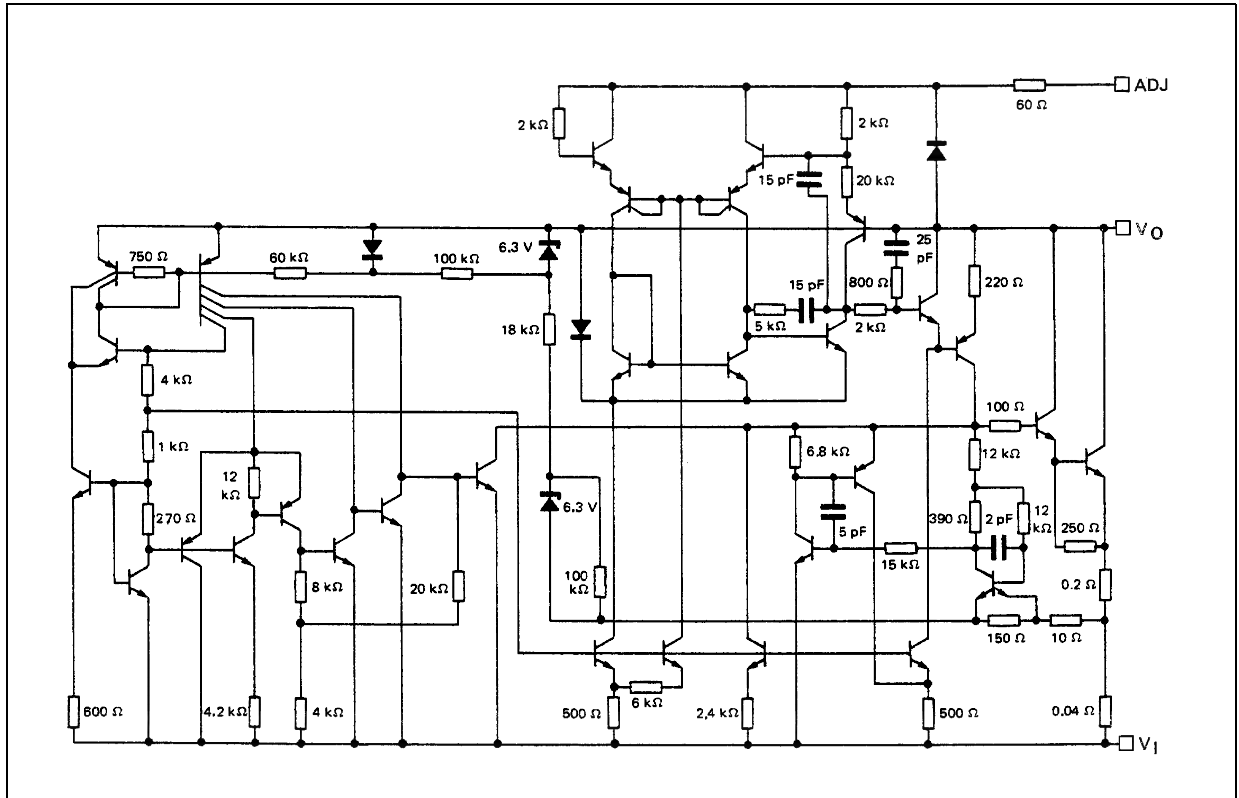 ADJ
60 Ω
2 kΩ
2 kΩ
15 pF
20 kΩ
V_O
750 Ω
60 kΩ
100 kΩ
6.3 V
25
pF
15 pF
800 Ω
220 Ω
18 kΩ
5 kΩ
2 kΩ
4 kΩ
100 Ω
1 kΩ
6.8 kΩ
12 kΩ
12
kΩ
6.3 V
270 Ω
5 pF
390 Ω
2 pF
12
kΩ
250 Ω
15 kΩ
8 kΩ
20 kΩ
100
kΩ
0.2 Ω
150 Ω
10 Ω
6 kΩ
600 Ω
4.2 kΩ
4 kΩ
500 Ω
2,4 kΩ
500 Ω
0.04 Ω
V_I